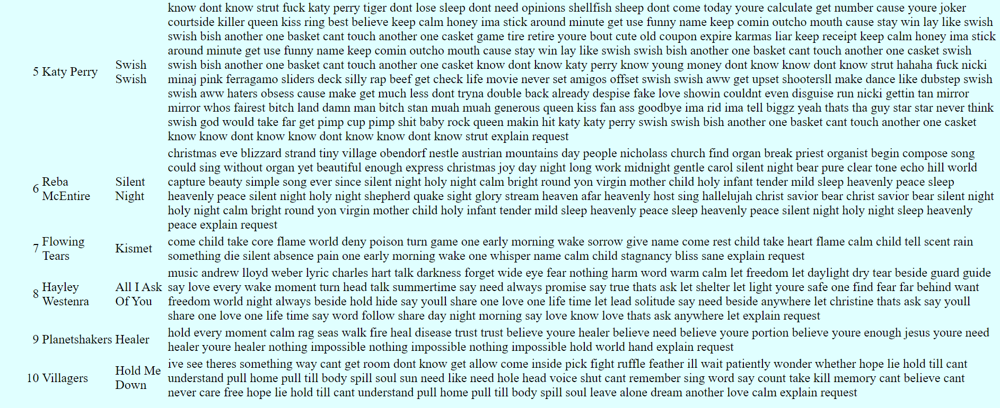 know dont know strut fuck katy perry tiger dont lose sleep dont need opinions shellfish sheep dont come today youre calculate get number cause youre joker
courtside killer queen kiss ring best believe keep calm honey ima stick around minute get use funny name keep comin outcho mouth cause stay win lay like swish
swish bish another one basket cant touch another one casket game tire retire youre bout cute old coupon expire karmas liar keep receipt keep calm honey ima stick
around minute get use funny name keep comin outcho mouth cause stay win lay like swish swish bish another one basket cant touch another one casket swish
5 Katy Perry
Swish
Swish
swish bish another one basket cant touch another one casket know dont know katy perry know young money dont know know dont know strut hahaha fuck nicki
minaj pink ferragamo sliders deck silly rap beef get check life movie never set amigos offset swish swish aww get upset shootersll make dance like dubstep swish
swish aww haters obsess cause make get much less dont tryna double back already despise fake love showin couldnt even disguise run nicki gettin tan mirror
mirror whos fairest bitch land damn man bitch stan muah muah generous queen kiss fan ass goodbye ima rid ima tell biggz yeah thats tha guy star star never think
swish god would take far get pimp cup pimp shit baby rock queen makin hit katy katy perry swish swish bish another one basket cant touch another one casket
know know dont know know dont know know dont know strut explain request
6 Reba
McEntire
Silent
Night
christmas eve blizzard strand tiny village obendorf nestle austrian mountains day people nicholass church find organ break priest organist begin compose song
could sing without organ yet beautiful enough express christmas joy day night long work midnight gentle carol silent night bear pure clear tone echo hill world
capture beauty simple song ever since silent night holy night calm bright round yon virgin mother child holy infant tender mild sleep heavenly peace sleep
heavenly peace silent night holy night shepherd quake sight glory stream heaven afar heavenly host sing hallelujah christ savior bear christ savior bear silent night
holy night calm bright round yon virgin mother child holy infant tender mild sleep heavenly peace sleep heavenly peace silent night holy night sleep heavenly
peace explain request
7 Flowing
Tears
Kismet
come child take core flame world deny poison turn game one early morning wake sorrow give name come rest child take heart flame calm child tell scent rain
something die silent absence pain one early morning wake one whisper name calm child stagnancy bliss sane explain request
8 Hayley
Westenra
All I Ask
Of You
music andrew lloyd weber lyric charles hart talk darkness forget wide eye fear nothing harm word warm calm let freedom let daylight dry tear beside guard guide
say love every wake moment turn head talk summertime say need always promise say true thats ask let shelter let light youre safe one find fear far behind want
freedom world night always beside hold hide say youll share one love one life time let lead solitude say need beside anywhere let christine thats ask say youll
share one love one life time say word follow share day night morning say love know love thats ask anywhere let explain request
9 Planetshakers
Healer
hold every moment calm rag seas walk fire heal disease trust trust believe youre healer believe need believe youre portion believe youre enough jesus youre need
healer youre healer nothing impossible nothing impossible nothing impossible hold world hand explain request
10 Villagers
Hold Me
Down
ive see theres something way cant get room dont know get allow come inside pick fight ruffle feather ill wait patiently wonder whether hope lie hold till cant
understand pull home pull till body spill soul sun need like need hole head voice shut cant remember sing word say count take kill memory cant believe cant
never care free hope lie hold till cant understand pull home pull till body spill soul leave alone dream another love calm explain request